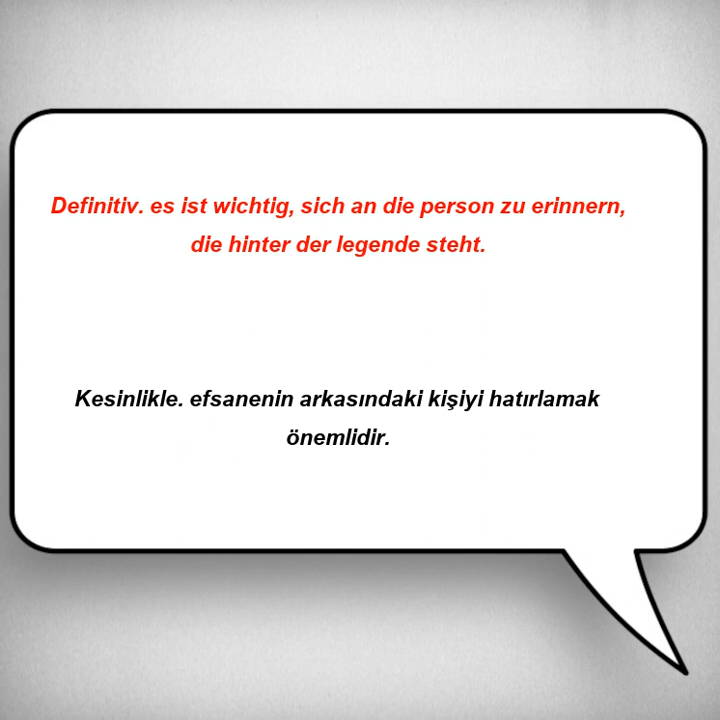 Definitiv. es ist wichtig, sich an die person zu erinnern,
die hinter der legende steht.
Kesinlikle. efsanenin arkasındaki kişiyi hatırlamak
önemlidir.